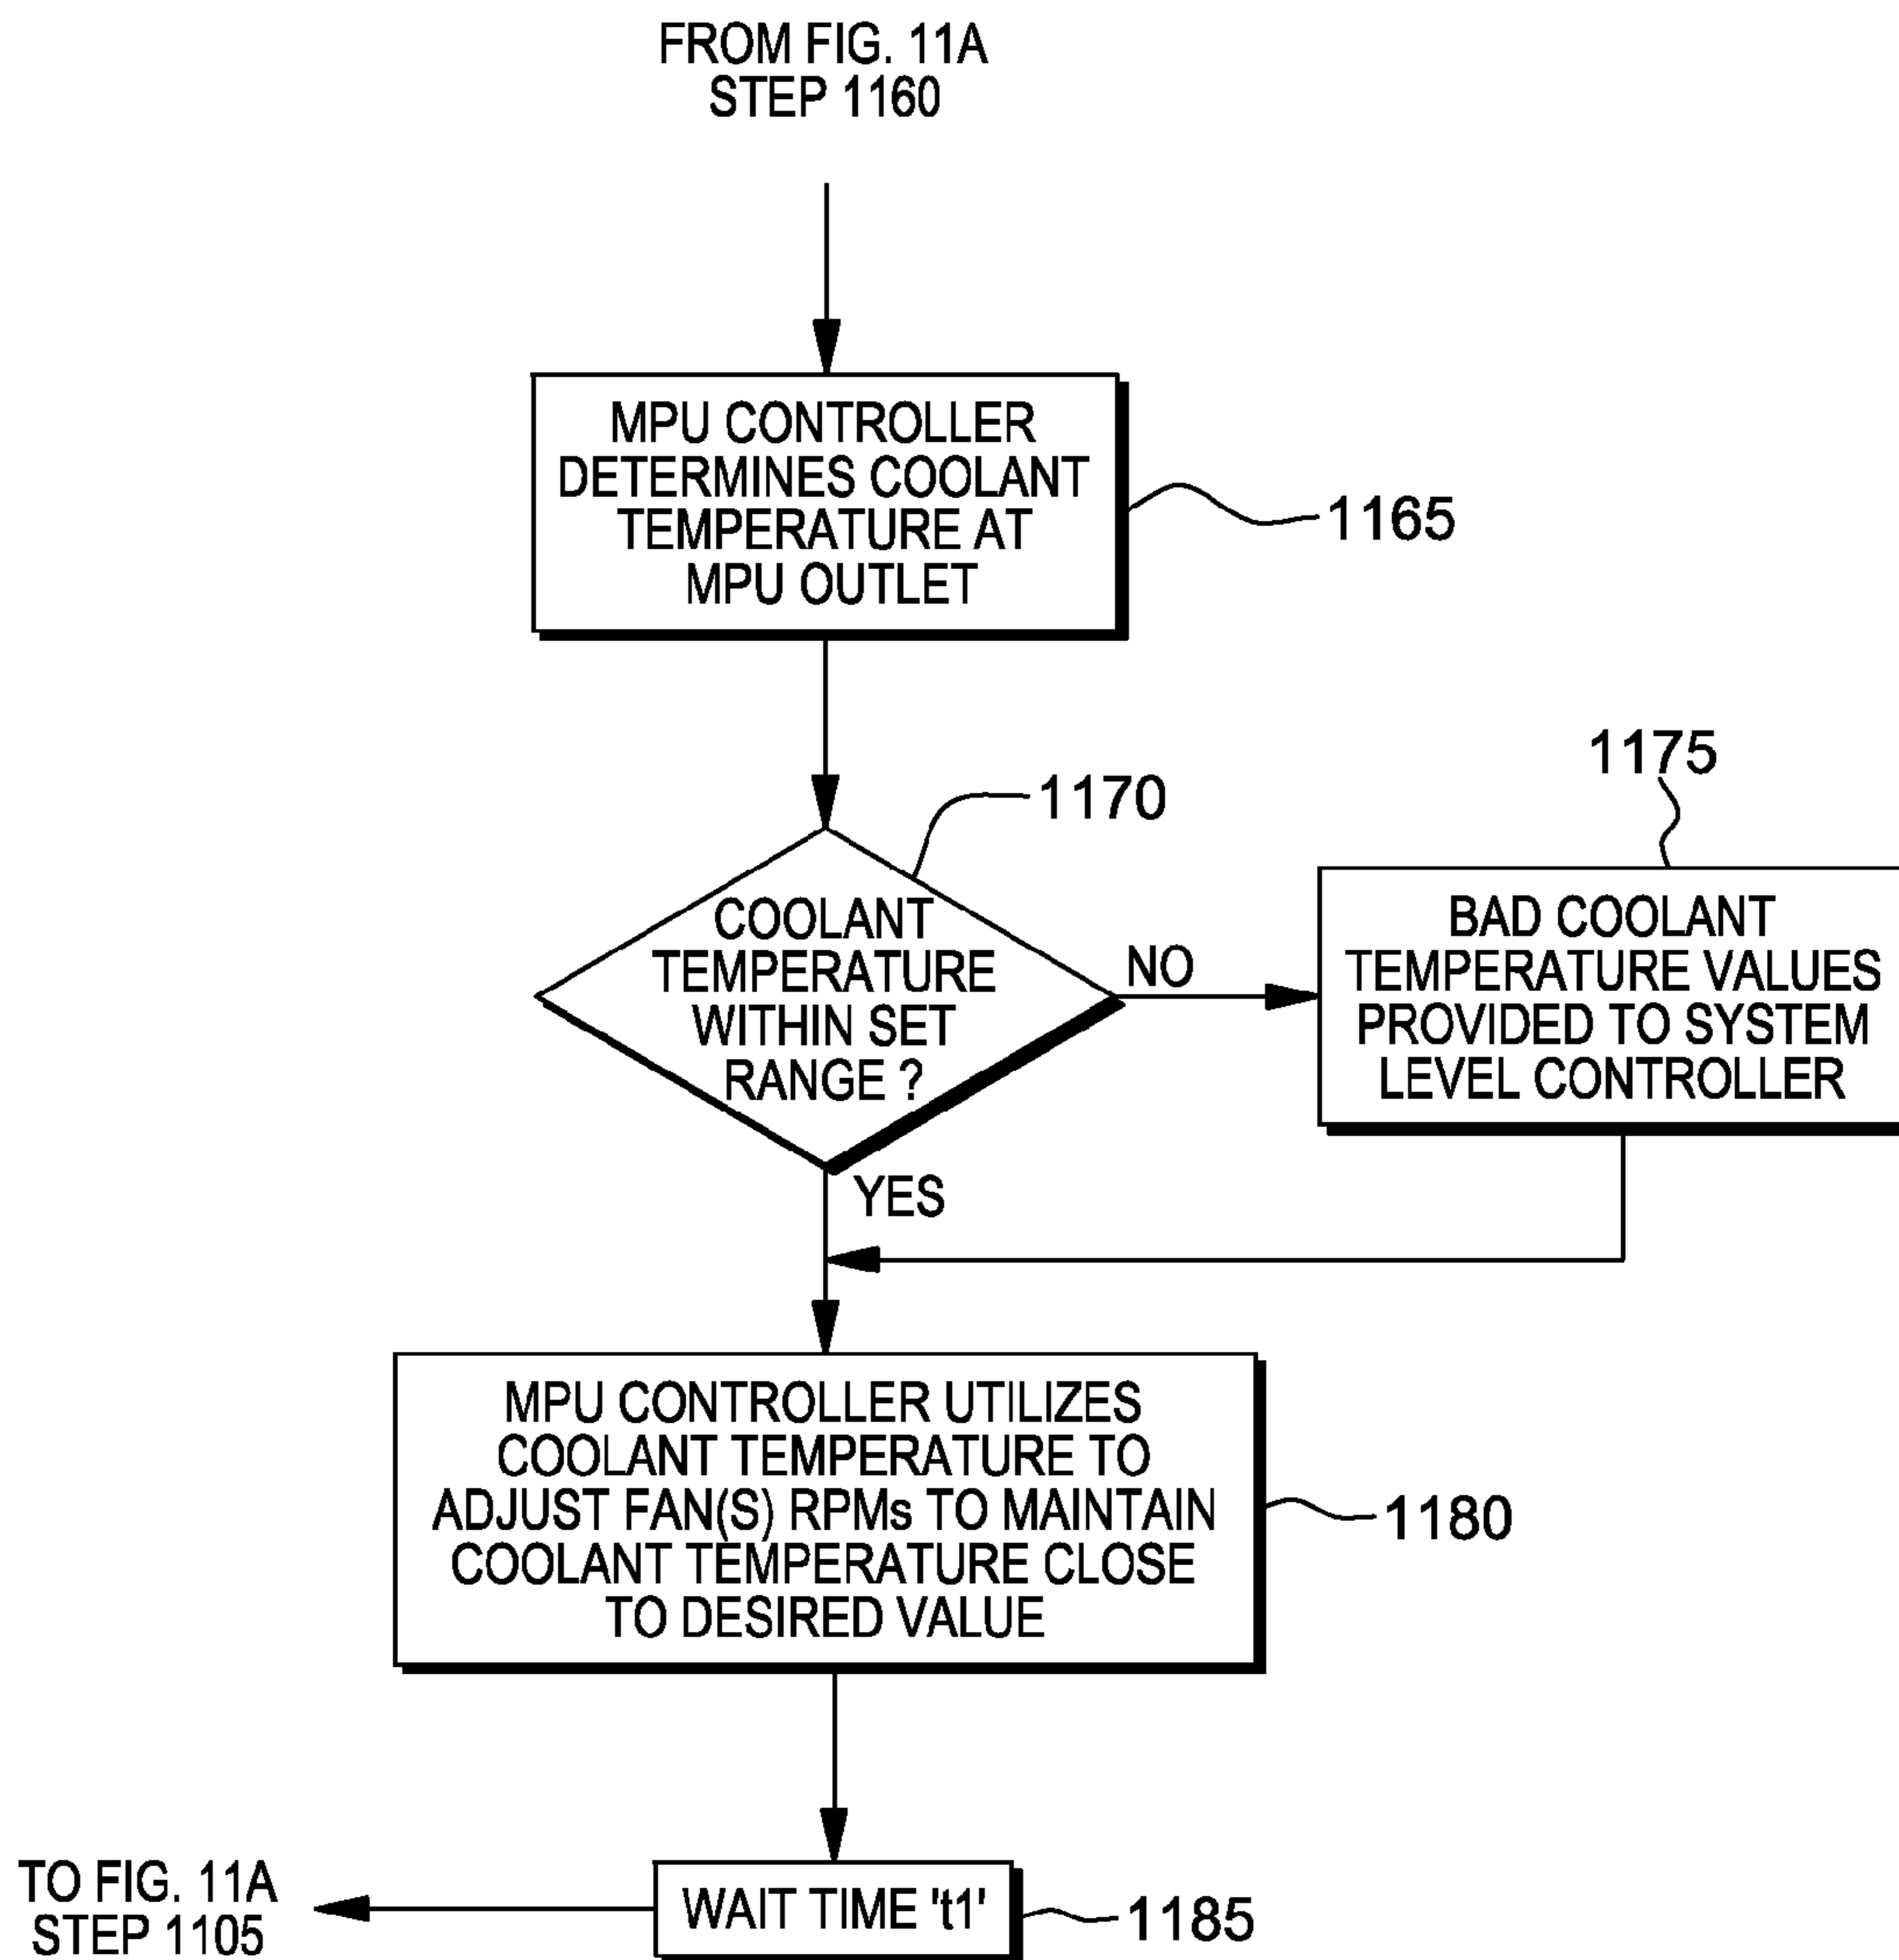 FROM FIG. 11A
STEP 1160
MPU CONTROLLER
DETERMINES COOLANT
TEMPERATURE AT
MPU OUTLET
1165
1170
COOLANT
TEMPERATURE
WITHIN SET
RANGE ?
NO
1175
BAD COOLANT
TEMPERATURE VALUES
PROVIDED TO SYSTEM
LEVEL CONTROLLER
YES
MPU CONTROLLER UTILIZES
COOLANT TEMPERATURE TO
ADJUST FAN(S) RPMs TO MAINTAIN
COOLANT TEMPERATURE CLOSE
TO DESIRED VALUE
1180
WAIT TIME 't1'
1185
TO FIG. 11A
STEP 1105